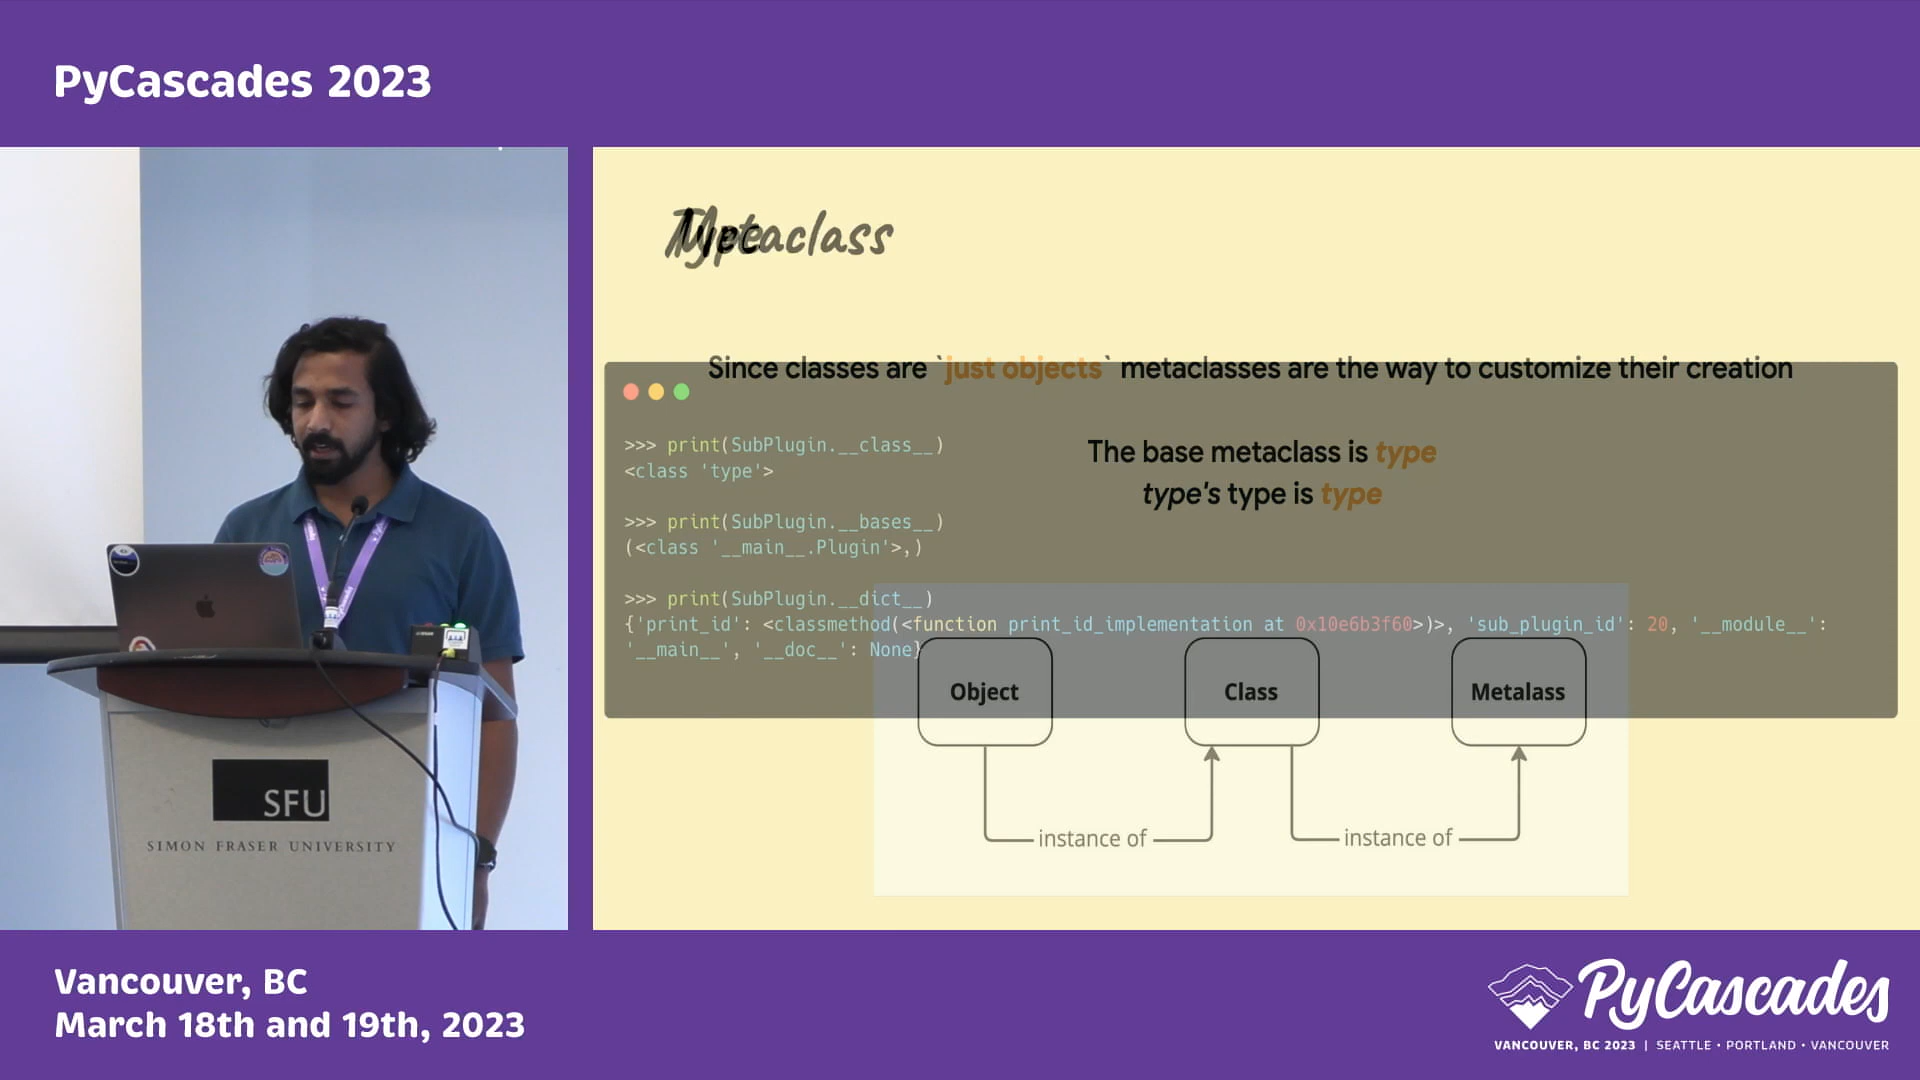 PyCascades 2023
Type
Metaclass
Since classes are `just objects` metaclasses are the way to customize their creation
The base metaclass is type
type's type is type
>>> print(SubPlugin.__class__)
<class 'type'>
>>> print(SubPlugin.__bases__)
(<class '__main__.Plugin'>,)
>>> print(SubPlugin.__dict__)
{'print_id': <classmethod(<function print_id_implementation at 0x10e6b3f60>)>, 'sub_plugin_id': 20, '__module__':
'__main__', '__doc__': None}
Object
Class
Metalass
instance of
instance of
SFU
SIMON FRASER UNIVERSITY
Vancouver, BC
March 18th and 19th, 2023
PyCascades
VANCOUVER, BC 2023 | SEATTLE • PORTLAND • VANCOUVER